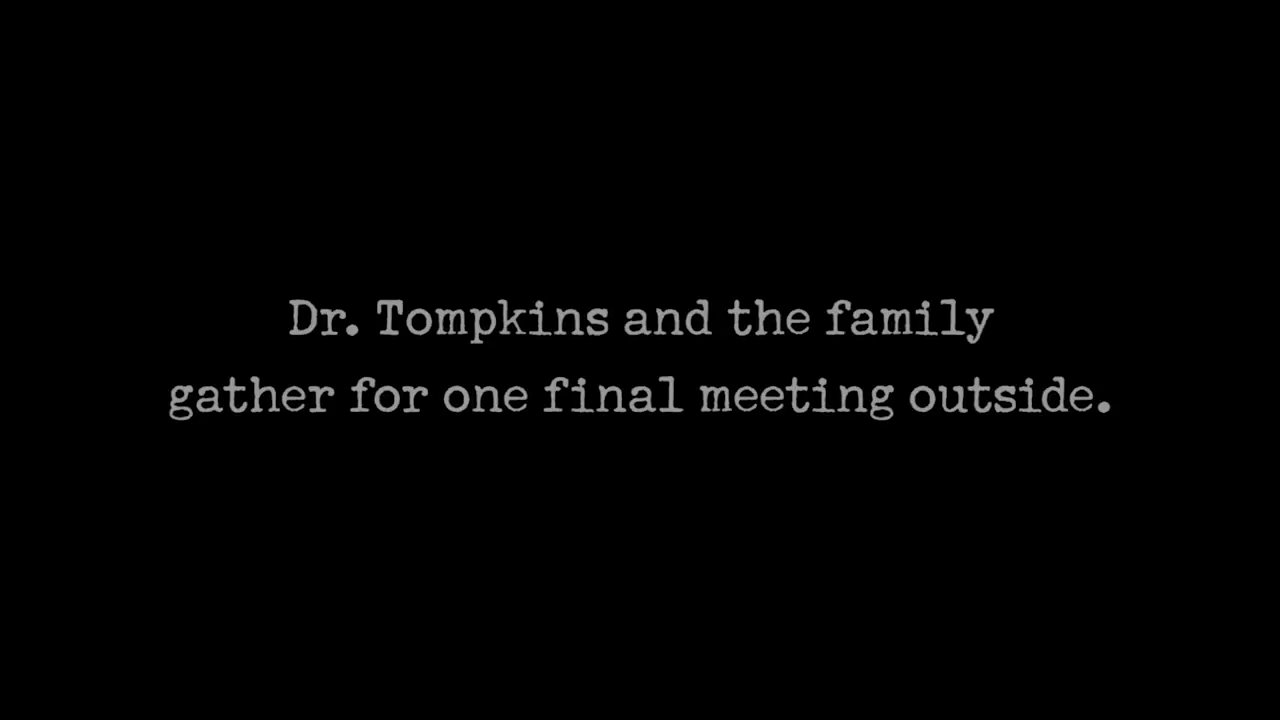 Dr. Tompkins and the family
gather for one final meeting outside.